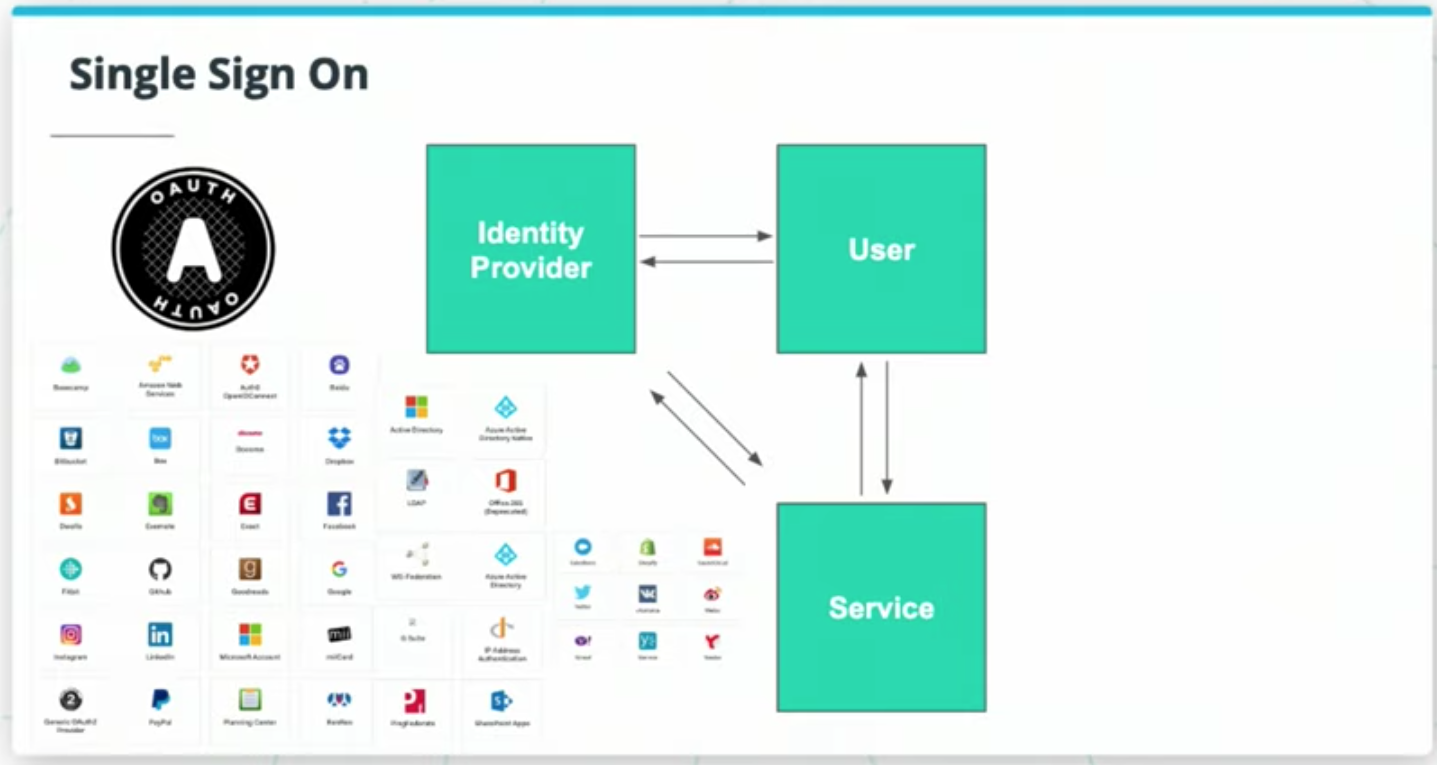 Single Sign On
OAUTH
A
OAUTH
Identity
Provider
User
Service
Basecamp
Amazon Web
Services
Auth0
OpenIDConnect
Baidu
Active Directory
Azure Active
Directory Native
Bitbucket
Box
box
docomo
Docomo
Dropbox
LDAP
Office 365
(Deprecated)
Dwolla
Evernote
Exact
Facebook
WS-Federation
Azure Active
Directory
Salesforce
Shopify
SoundCloud
Fitbit
Github
Goodreads
Google
Twitter
vKontakte
Weibo
Instagram
LinkedIn
Microsoft Account
miiCard
G Suite
IP Address
Authentication
Yahoo!
Yammer
Yandex
Generic OAuth2
Provider
PayPal
Planning Center
RenRen
PingFederate
SharePoint Apps